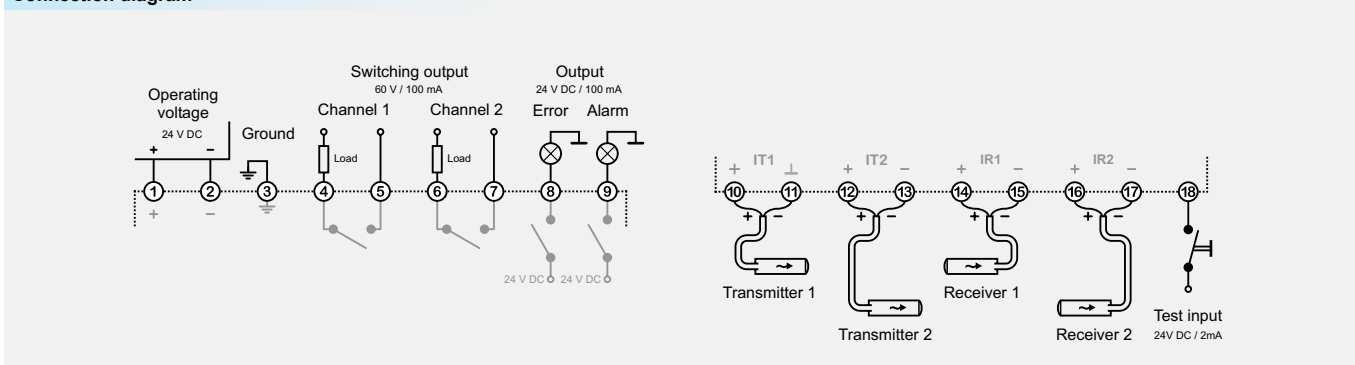 Connection diagram
Switching output
60 V / 100 mA
Output
24 V DC / 100 mA
Operating
voltage
24 V DC
Ground
Channel 1
Channel 2
Error
Alarm
+ −
Load
Load
1 2 3 4 5 6 7 8 9
+ −
24 V DC 24 V DC
+ IT1 ⊥
+ IT2 −
+ IR1 −
+ IR2 −
10 11 12 13 14 15 16 17 18
+ − + − + − + −
Transmitter 1
Receiver 1
Transmitter 2
Receiver 2
Test input
24V DC / 2mA